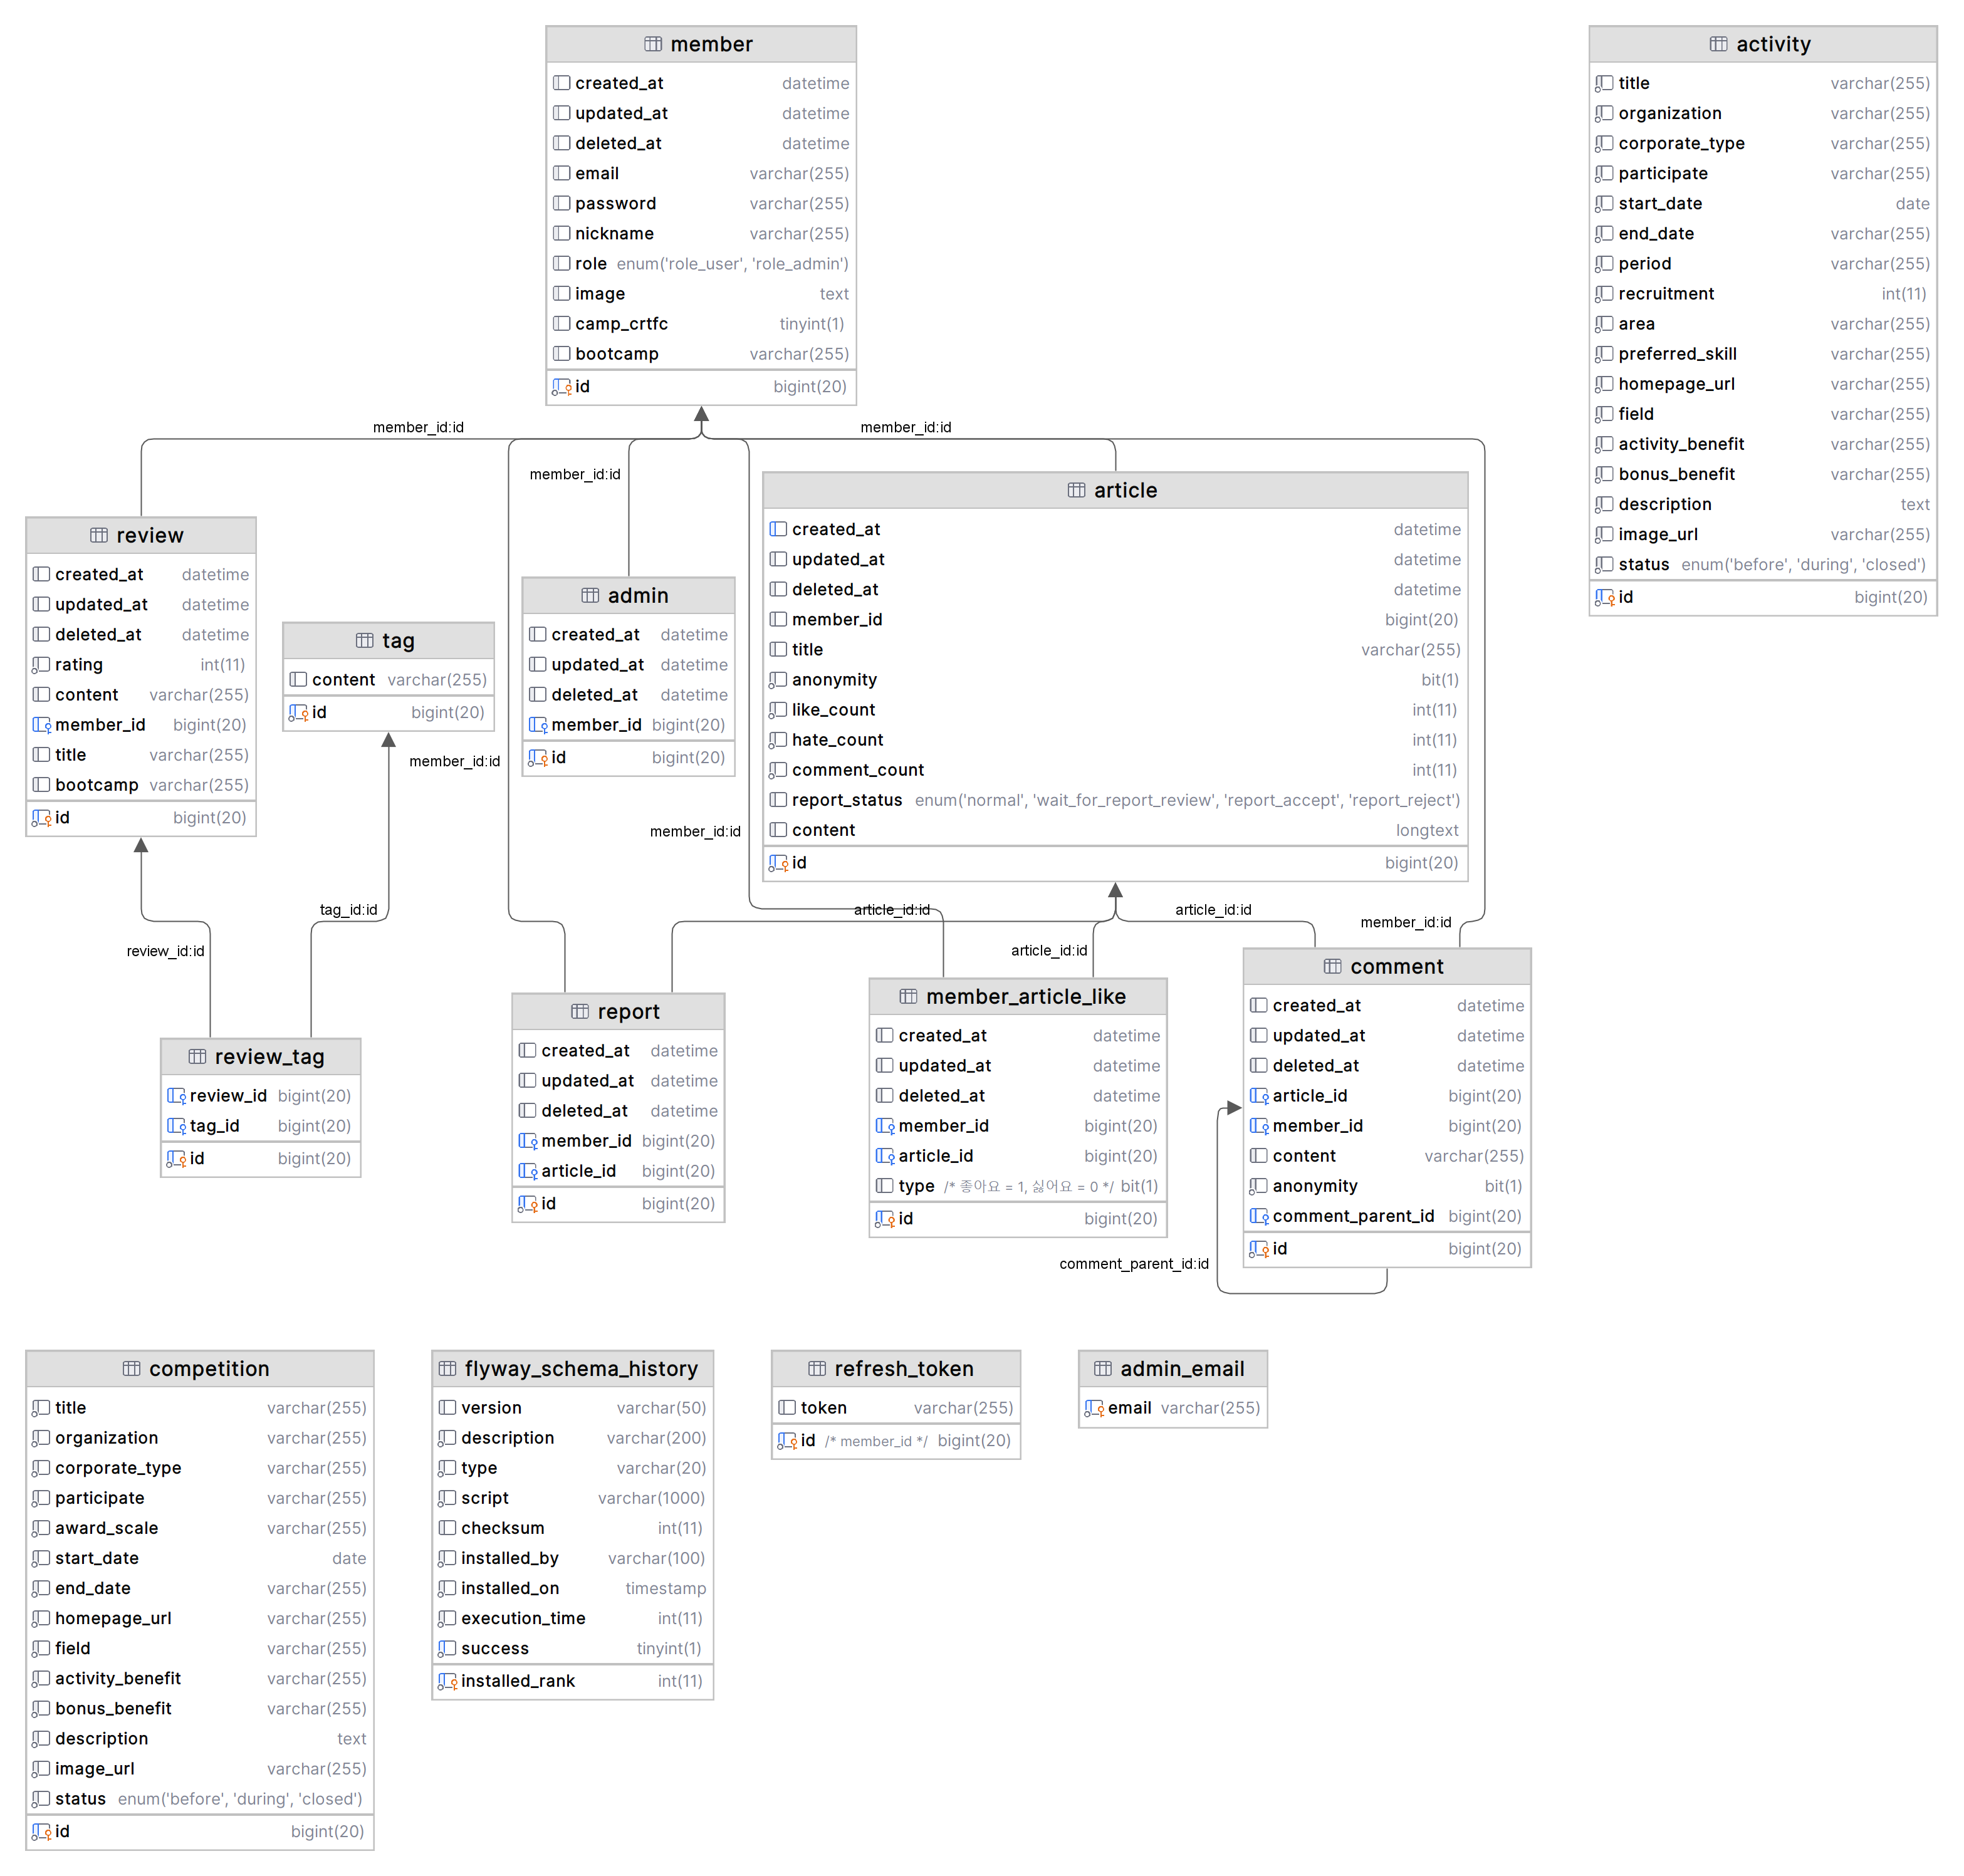 member
created_at datetime
updated_at datetime
deleted_at datetime
email varchar(255)
password varchar(255)
nickname varchar(255)
role enum('role_user', 'role_admin')
image text
camp_crtfc tinyint(1)
bootcamp varchar(255)
id bigint(20)
activity
title varchar(255)
organization varchar(255)
corporate_type varchar(255)
participate varchar(255)
start_date date
end_date varchar(255)
period varchar(255)
recruitment int(11)
area varchar(255)
preferred_skill varchar(255)
homepage_url varchar(255)
field varchar(255)
activity_benefit varchar(255)
bonus_benefit varchar(255)
description text
image_url varchar(255)
status enum('before', 'during', 'closed')
id bigint(20)
member_id:id
member_id:id
member_id:id
review
created_at datetime
updated_at datetime
deleted_at datetime
rating int(11)
content varchar(255)
member_id bigint(20)
title varchar(255)
bootcamp varchar(255)
id bigint(20)
tag
content varchar(255)
id bigint(20)
admin
created_at datetime
updated_at datetime
deleted_at datetime
member_id bigint(20)
id bigint(20)
article
created_at datetime
updated_at datetime
deleted_at datetime
member_id bigint(20)
title varchar(255)
anonymity bit(1)
like_count int(11)
hate_count int(11)
comment_count int(11)
report_status enum('normal', 'wait_for_report_review', 'report_accept', 'report_reject')
content longtext
id bigint(20)
member_id:id
member_id:id
tag_id:id
article_id:id
article_id:id
member_id:id
review_id:id
article_id:id
review_tag
review_id bigint(20)
tag_id bigint(20)
id bigint(20)
report
created_at datetime
updated_at datetime
deleted_at datetime
member_id bigint(20)
article_id bigint(20)
id bigint(20)
member_article_like
created_at datetime
updated_at datetime
deleted_at datetime
member_id bigint(20)
article_id bigint(20)
type /* 좋아요 = 1, 싫어요 = 0 */ bit(1)
id bigint(20)
comment
created_at datetime
updated_at datetime
deleted_at datetime
article_id bigint(20)
member_id bigint(20)
content varchar(255)
anonymity bit(1)
comment_parent_id bigint(20)
id bigint(20)
comment_parent_id:id
competition
title varchar(255)
organization varchar(255)
corporate_type varchar(255)
participate varchar(255)
award_scale varchar(255)
start_date date
end_date varchar(255)
homepage_url varchar(255)
field varchar(255)
activity_benefit varchar(255)
bonus_benefit varchar(255)
description text
image_url varchar(255)
status enum('before', 'during', 'closed')
id bigint(20)
flyway_schema_history
version varchar(50)
description varchar(200)
type varchar(20)
script varchar(1000)
checksum int(11)
installed_by varchar(100)
installed_on timestamp
execution_time int(11)
success tinyint(1)
installed_rank int(11)
refresh_token
token varchar(255)
id /* member_id */ bigint(20)
admin_email
email varchar(255)